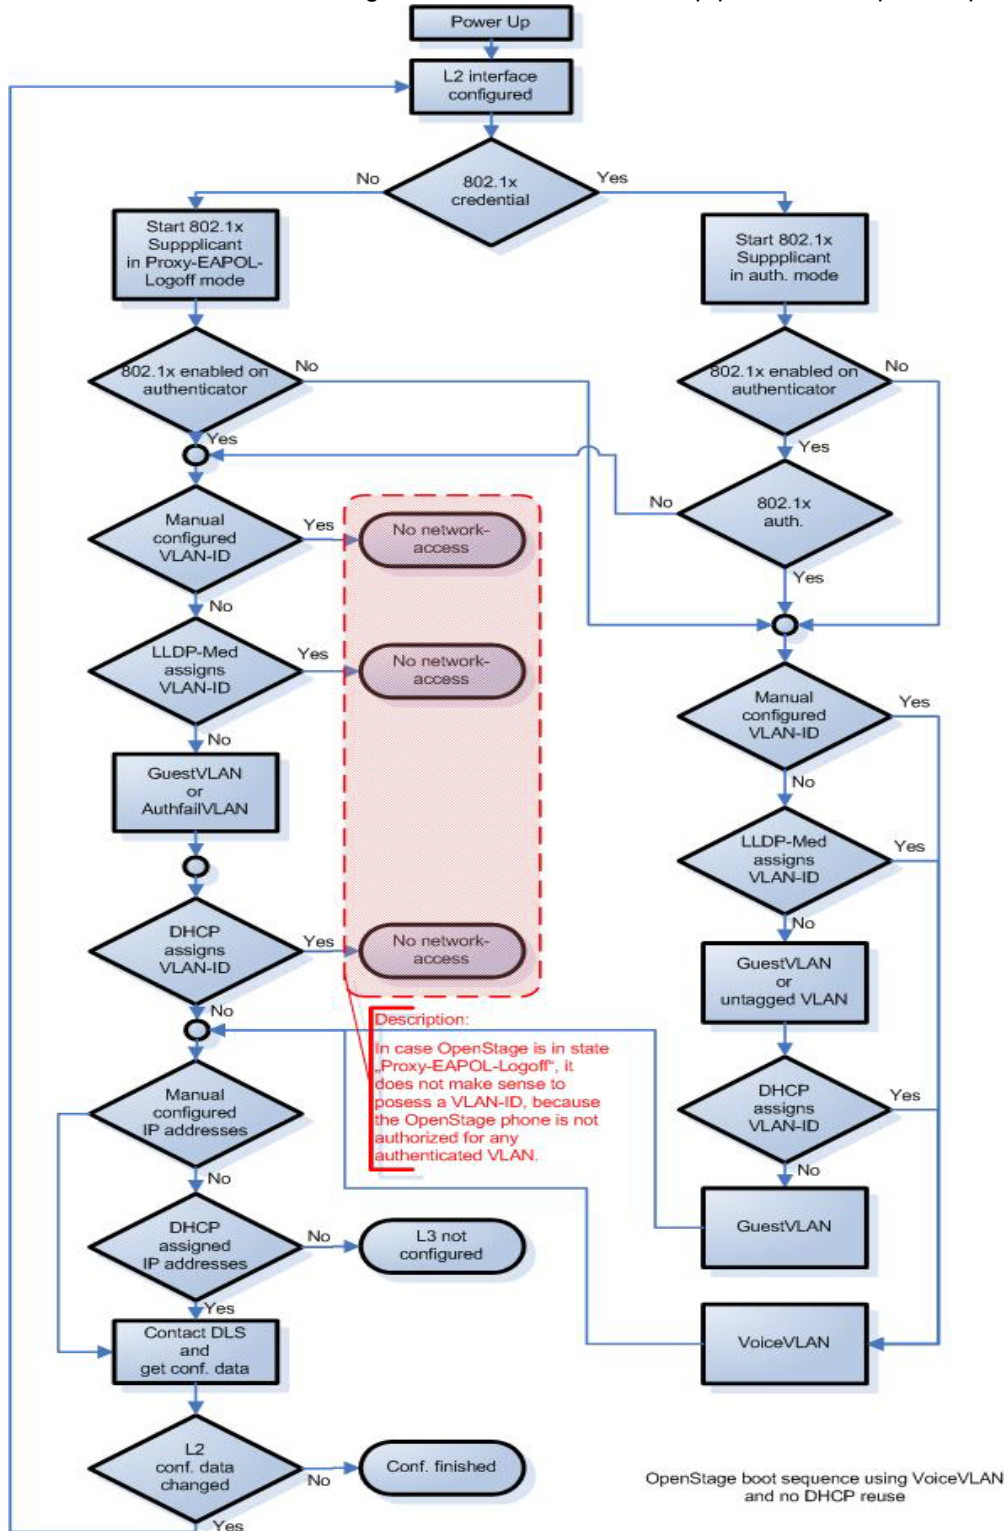 Power Up
L2 interface
configured
802.1x
credential
No
Yes
Start 802.1x
Suppplicant
in Proxy-EAPOL-
Logoff mode
Start 802.1x
Suppplicant
in auth. mode
802.1x enabled on
authenticator
No
Yes
802.1x enabled on
authenticator
No
Yes
802.1x
auth.
No
Yes
Manual
configured
VLAN-ID
Yes
No
No network-
access
LLDP-Med
assigns
VLAN-ID
Yes
No
No network-
access
Manual
configured
VLAN-ID
Yes
No
GuestVLAN
or
AuthfailVLAN
LLDP-Med
assigns
VLAN-ID
Yes
No
DHCP
assigns
VLAN-ID
Yes
No
No network-
access
GuestVLAN
or
untagged VLAN
Description:
In case OpenStage is in state
„Proxy-EAPOL-Logoff“, it
does not make sense to
posess a VLAN-ID, because
the OpenStage phone is not
authorized for any
authenticated VLAN.
Manual
configured
IP addresses
No
DHCP
assigns
VLAN-ID
Yes
No
DHCP
assigned
IP addresses
No
Yes
L3 not
configured
GuestVLAN
Contact DLS
and
get conf. data
VoiceVLAN
L2
conf. data
changed
No
Yes
Conf. finished
OpenStage boot sequence using VoiceVLAN
and no DHCP reuse